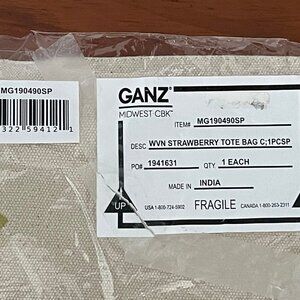 MG190490SP
322 59412 1
GANZ
MIDWEST-CBK
ITEM# MG190490SP
DESC WVN STRAWBERRY TOTE BAG C;1PCSP
PO# 1941631 QTY 1 EACH
MADE IN INDIA
UP USA 1-800-724-5902 FRAGILE CANADA 1-800-263-2311